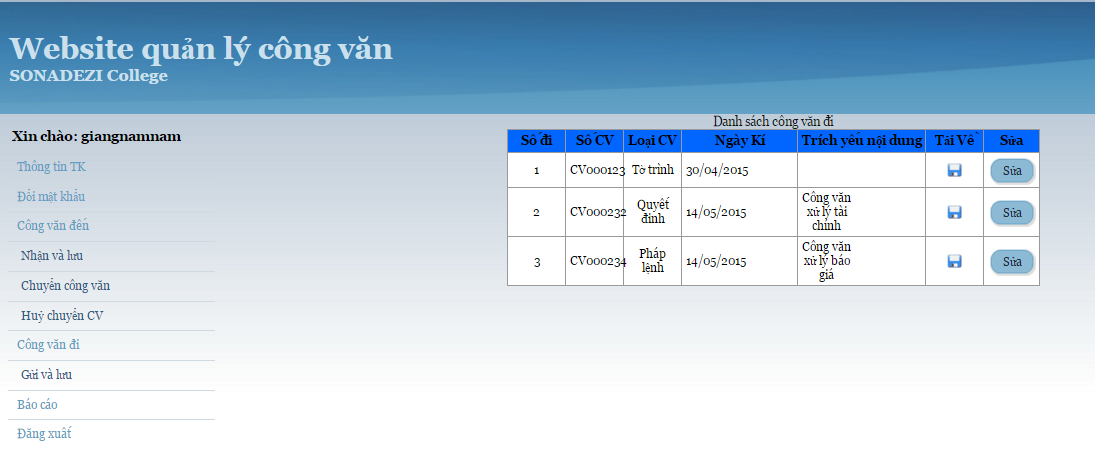 Website quản lý công văn
SONADEZI College
Xin chào: giangnamnam
Thông tin TK
Đổi mật khẩu
Công văn đến
Nhận và lưu
Chuyển công văn
Huỷ chuyển CV
Công văn đi
Gửi và lưu
Báo cáo
Đăng xuất
Danh sách công văn đi
Số đi Số CV Loại CV Ngày Kí Trích yếu nội dung Tải Về Sửa
1 CV000123 Tờ trình 30/04/2015 Sửa
2 CV000232 Quyết định 14/05/2015 Công văn xử lý tài chính Sửa
3 CV000234 Pháp lệnh 14/05/2015 Công văn xử lý báo giá Sửa